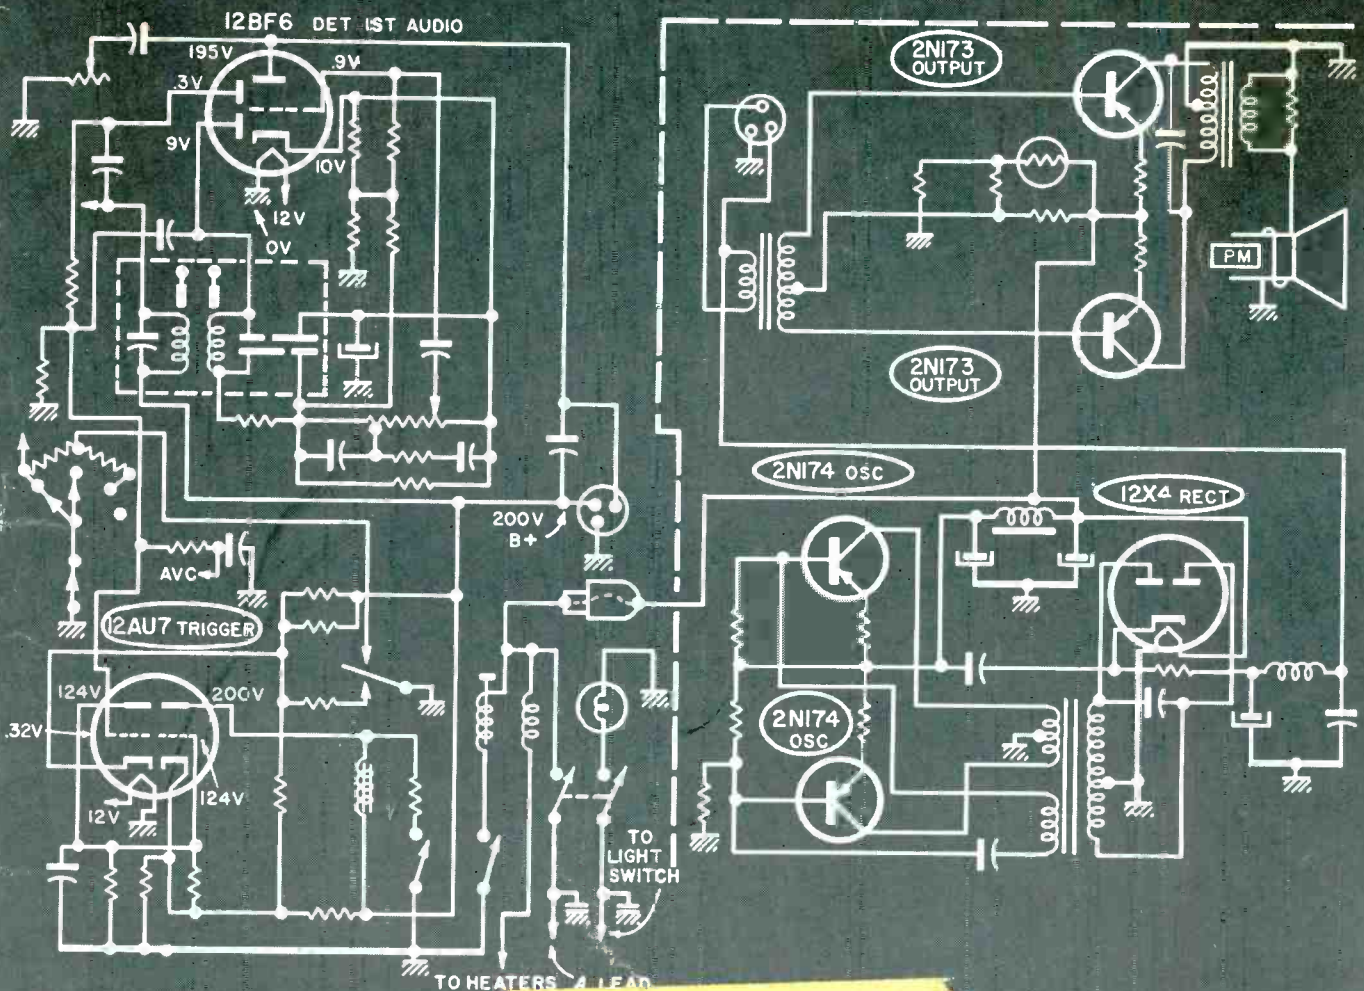 12BF6 DET 1ST AUDIO
195V
.9V
.3V
9V
10V
12V
0V
2N173
OUTPUT
PM
2N173
OUTPUT
2N174 OSC
12X4 RECT
200V
B+
AVC
12AU7 TRIGGER
124V
200V
.32V
124V
12V
2N174
OSC
TO
LIGHT
SWITCH
TO HEATERS
A LEAD